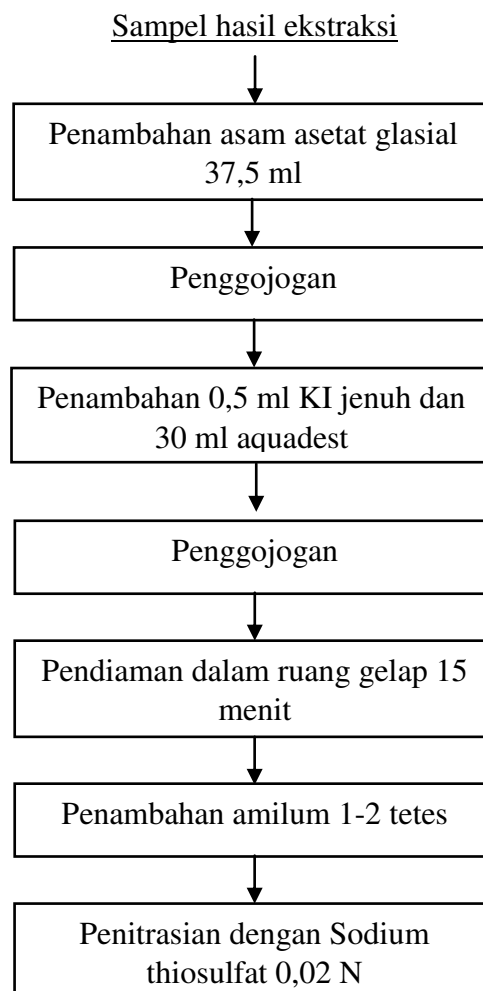 Sampel hasil ekstraksi
Penambahan asam asetat glasial
37,5 ml
Penggojogan
Penambahan 0,5 ml KI jenuh dan
30 ml aquadest
Penggojogan
Pendiaman dalam ruang gelap 15
menit
Penambahan amilum 1-2 tetes
Penitrasian dengan Sodium
thiosulfat 0,02 N